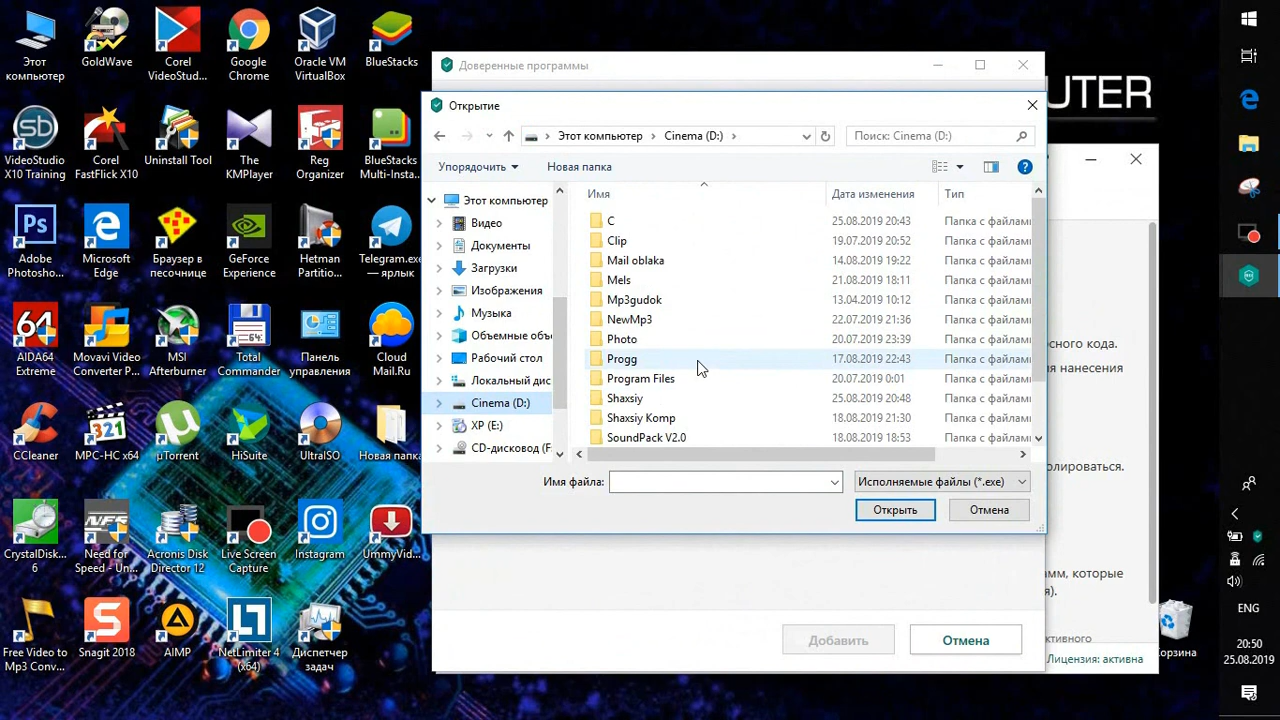 Этот компьютер
GoldWave
Corel VideoStud...
Google Chrome
Oracle VM VirtualBox
BlueStacks
VideoStudio X10 Training
Corel FastFlick X10
Uninstall Tool
The KMPlayer
Reg Organizer
BlueStacks Multi-Insta...
Adobe Photosho...
Microsoft Edge
Браузер в песочнице
GeForce Experience
Hetman Partitio...
Telegram.exe — ярлык
64
AIDA64 Extreme
Movavi Video Converter P...
MSI Afterburner
64
Total Commander
Панель управления
Cloud Mail.Ru
CCleaner
321
MPC-HC x64
µTorrent
HiSuite
UltraISO
Новая папка
CrystalDisk... 6
Need for Speed - Un...
Acronis Disk Director 12
Live Screen Capture
Instagram
UmmyVid...
Free Video to Mp3 Conv...
Snagit 2018
AIMP
NetLimiter 4 (x64)
Диспетчер задач
Доверенные программы
UTER
Открытие
Этот компьютер > Cinema (D:) >
Поиск: Cinema (D:)
Упорядочить
Новая папка
Этот компьютер
Видео
Документы
Загрузки
Изображения
Музыка
Объемные объе
Рабочий стол
Локальный дис
Cinema (D:)
XP (E:)
CD-дисковод (F:
Имя Дата изменения Тип
C 25.08.2019 20:43 Папка с файлами
Clip 19.07.2019 20:52 Папка с файлами
Mail oblaka 14.08.2019 19:22 Папка с файлами
Mels 21.08.2019 18:11 Папка с файлами
Mp3gudok 13.04.2019 10:12 Папка с файлами
NewMp3 22.07.2019 21:36 Папка с файлами
Photo 20.07.2019 23:39 Папка с файлами
Progg 17.08.2019 22:43 Папка с файлами
Program Files 20.07.2019 0:01 Папка с файлами
Shaxsiy 25.08.2019 20:48 Папка с файлами
Shaxsiy Komp 18.08.2019 21:30 Папка с файлами
SoundPack V2.0 18.08.2019 18:53 Папка с файлами
Имя файла:
Исполняемые файлы (*.exe)
Открыть
Отмена
Добавить
Отмена
сного кода.
я нанесения
олироваться.
мм, которые
я).
активного
Лицензия: активна
Корзина
ENG
20:50
25.08.2019